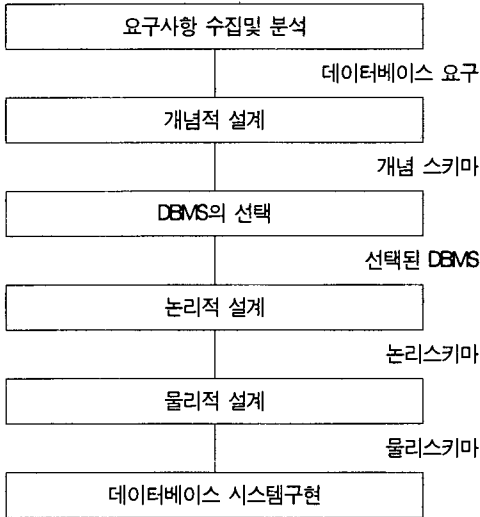 요구사항 수집및 분석
데이터베이스 요구
개념적 설계
개념 스키마
DBMS의 선택
선택된 DBMS
논리적 설계
논리스키마
물리적 설계
물리스키마
데이터베이스 시스템구현